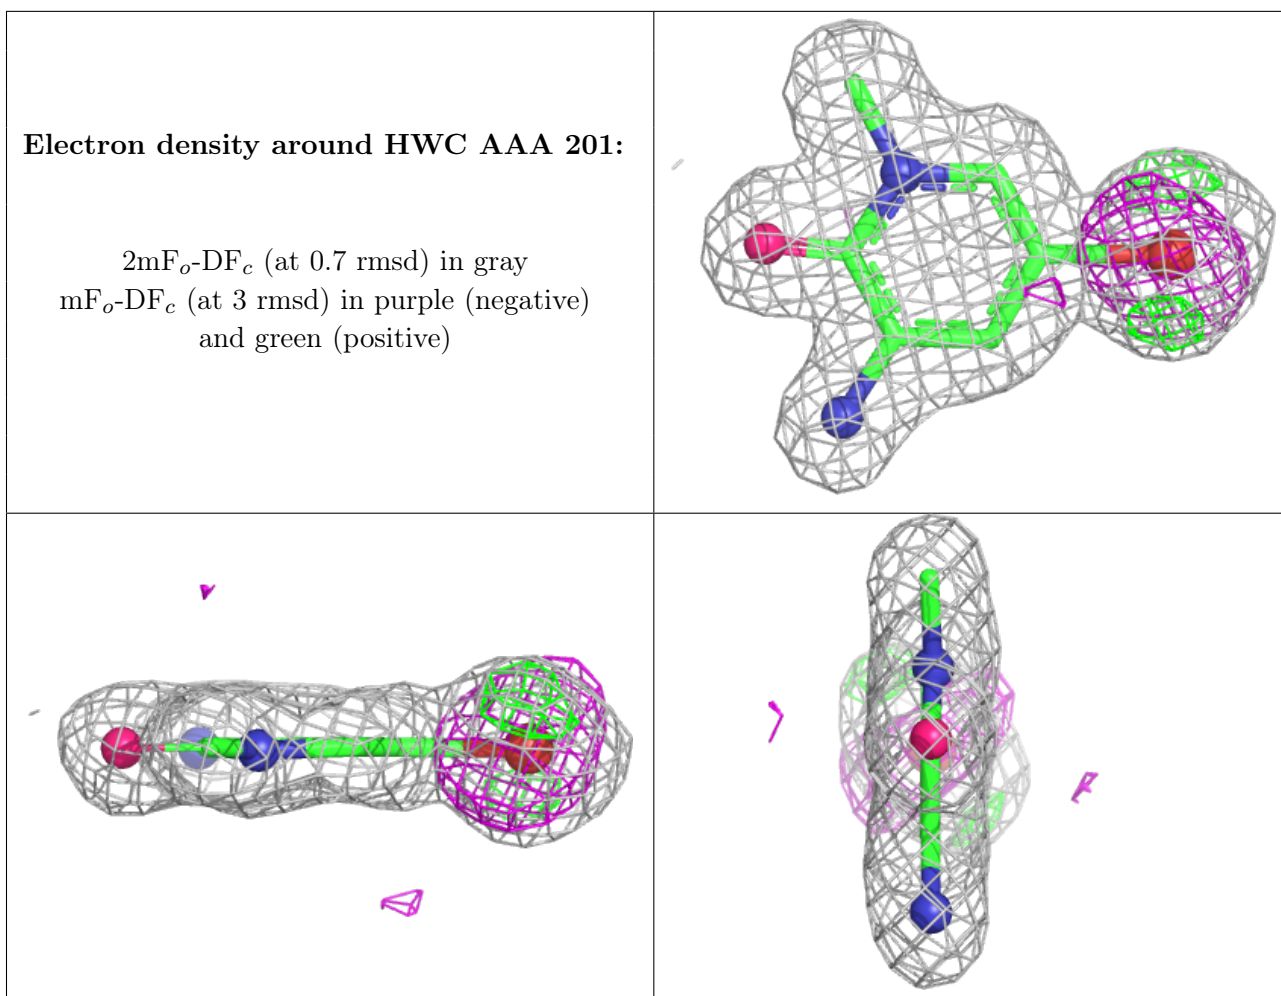 Electron density around HWC AAA 201:
2mFo-DFc (at 0.7 rmsd) in gray
mFo-DFc (at 3 rmsd) in purple (negative)
and green (positive)